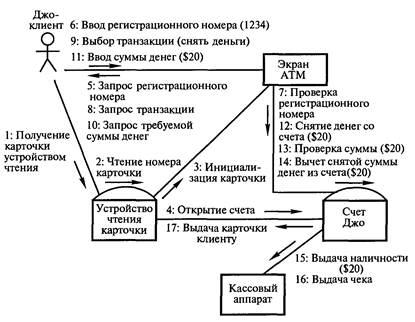 Джо-
клиент
6: Ввод регистрационного номера (1234)
9: Выбор транзакции (снять деньги)
11: Ввод суммы денег ($20)
Экран
АТМ
5: Запрос регистрационного
номера
8: Запрос транзакции
10: Запрос требуемой
суммы денег
7: Проверка
регистрационного
номера
12: Снятие денег со
счета ($20)
13: Проверка суммы ($20)
14: Вычет снятой суммы
денег из счета($20)
1: Получение
карточки
устройством
чтения
2: Чтение номера
карточки
3: Инициали-
зация карточки
Устройство
чтения
карточки
4: Открытие счета
17: Выдача карточки
клиенту
Счет
Джо
15: Выдача наличности
($20)
16: Выдача чека
Кассовый
аппарат